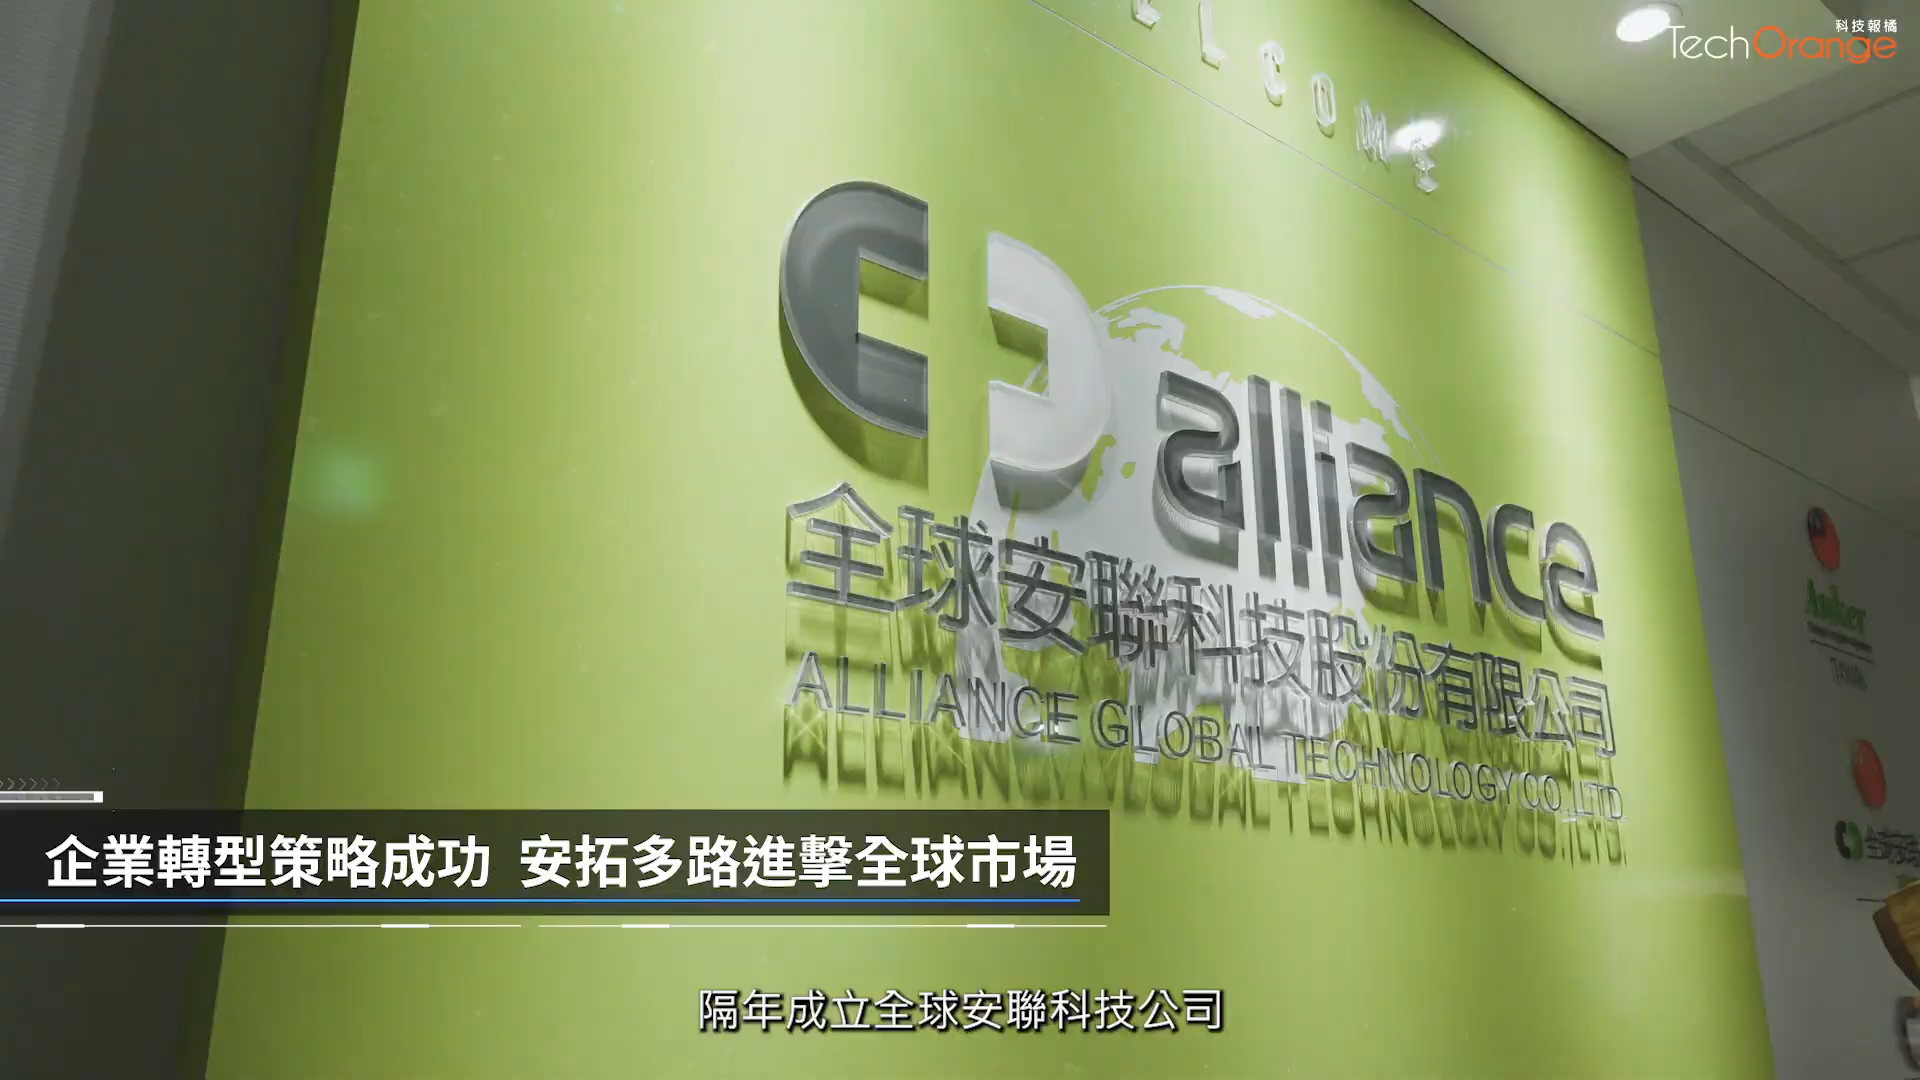 科技報橘
TechOrange
WELCOME
alliance
全球安聯科技股份有限公司
ALLIANCE GLOBAL TECHNOLOGY CO.,LTD
企業轉型策略成功 安拓多路進擊全球市場
隔年成立全球安聯科技公司